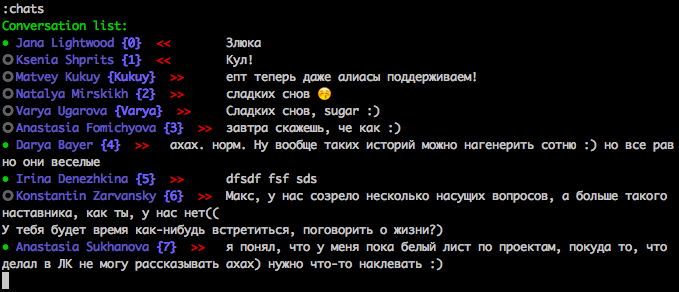 :chats
Conversation list:
Jana Lightwood {0} << Злюка
Ksenia Shprits {1} << Кул!
Matvey Kukuy {Kukuy} >> епт теперь даже алиасы поддерживаем!
Natalya Mirskikh {2} >> сладких снов 😚
Varya Ugarova {Varya} >> Сладких снов, sugar :)
Anastasia Fomichyova {3} >> завтра скажешь, че как :)
Darya Bayer {4} >> ахах. норм. Ну вообще таких историй можно нагенерить сотню :) но все рав
но они веселые
Irina Denezhkina {5} >> dfsdf fsf sds
Konstantin Zarvansky {6} >> Макс, у нас созрело несколько насущих вопросов, а больше такого
наставника, как ты, у нас нет((
У тебя будет время как-нибудь встретиться, поговорить о жизни?)
Anastasia Sukhanova {7} >> я понял, что у меня пока белый лист по проектам, покуда то, что
делал в ЛК не могу рассказывать ахах) нужно что-то наклевать :)